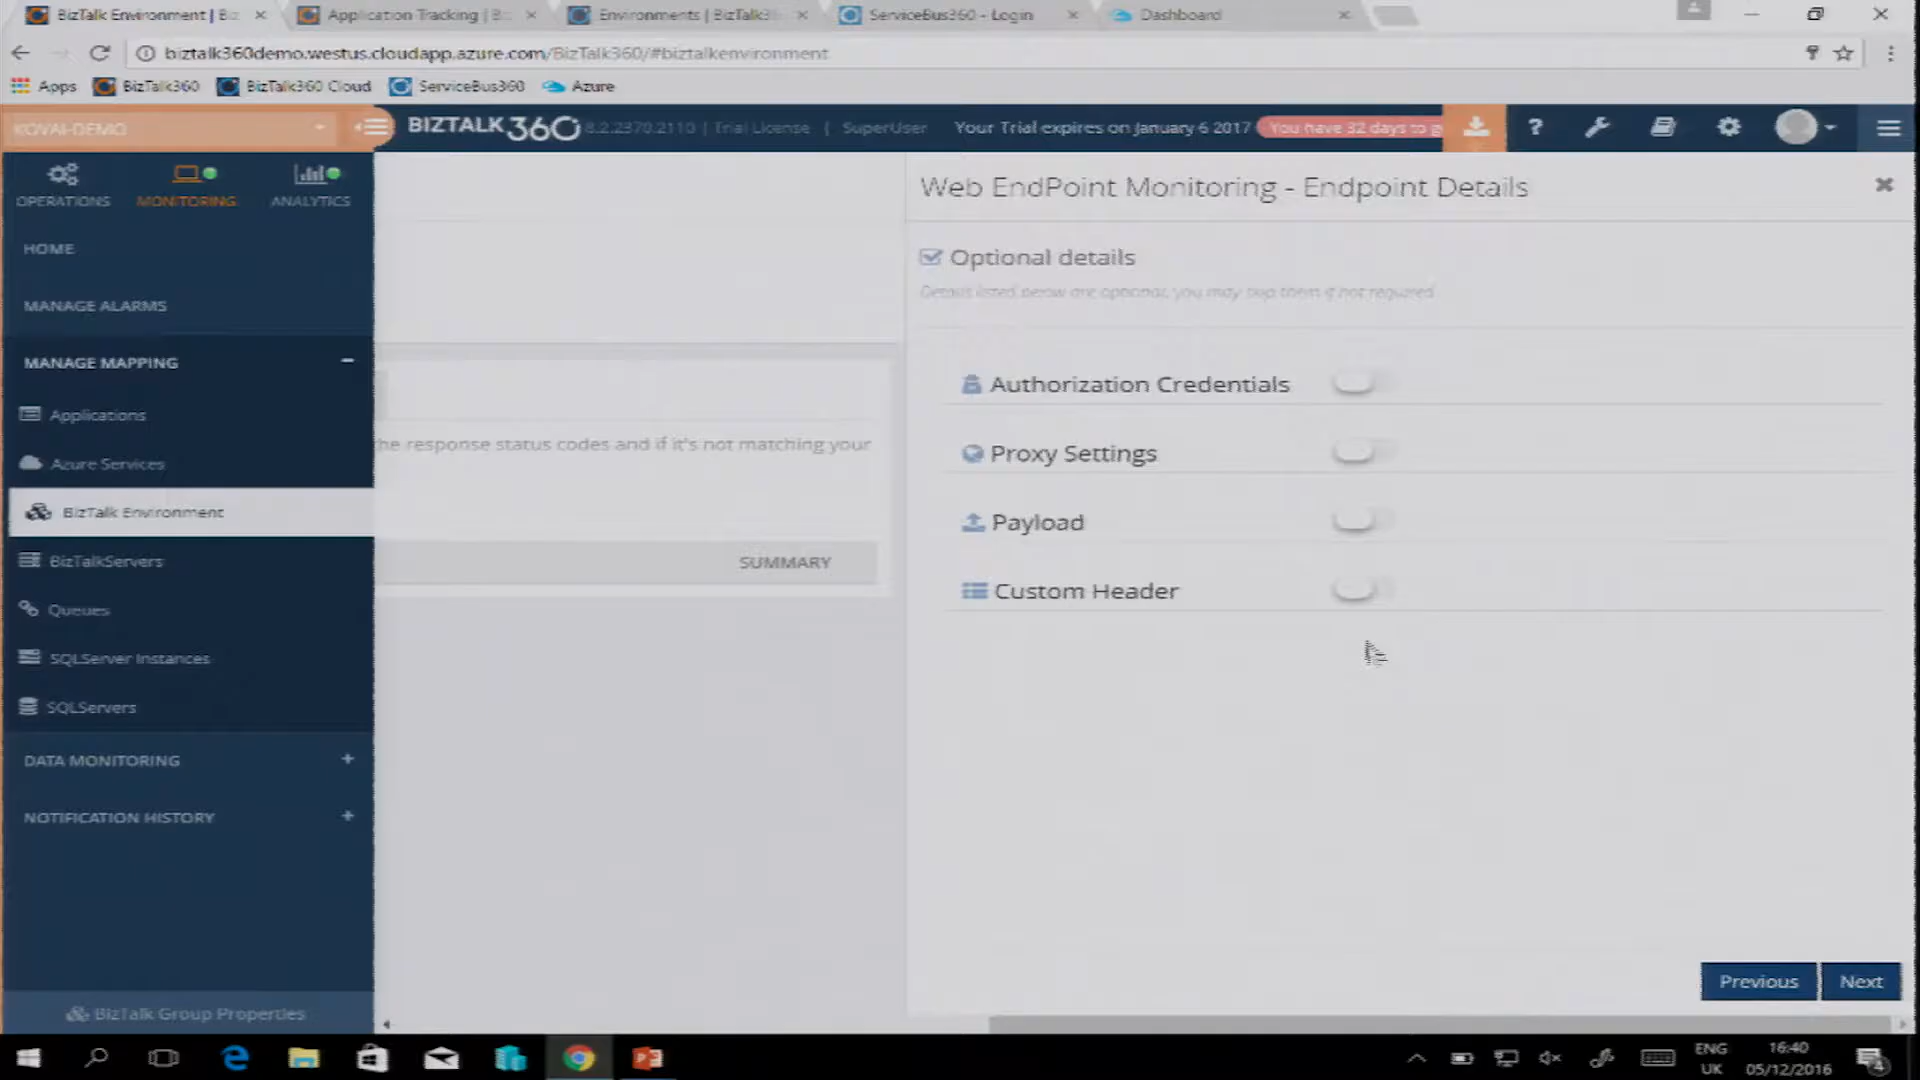 BizTalk Environment | Biz
Application Tracking | B
Environments | BizTalk3
ServiceBus360 - Login
Dashboard
biztalk360demo.westus.cloudapp.azure.com/BizTalk360/#biztalkenvironment
Apps
BizTalk360
BizTalk360 Cloud
ServiceBus360
Azure
KOVAI-DEMO
BIZTALK 360
8.2.2370.2110 | Trial License | SuperUser
Your Trial expires on January 6 2017
You have 32 days to g
OPERATIONS
MONITORING
ANALYTICS
HOME
MANAGE ALARMS
MANAGE MAPPING
Applications
Azure Services
BizTalk Environment
BizTalkServers
Queues
SQLServer Instances
SQLServers
DATA MONITORING
NOTIFICATION HISTORY
BizTalk Group Properties
he response status codes and if it's not matching your
SUMMARY
Web EndPoint Monitoring - Endpoint Details
Optional details
Details listed below are optional, you may skip them if not required
Authorization Credentials
Proxy Settings
Payload
Custom Header
Previous
Next
ENG
UK
16:40
05/12/2016
4